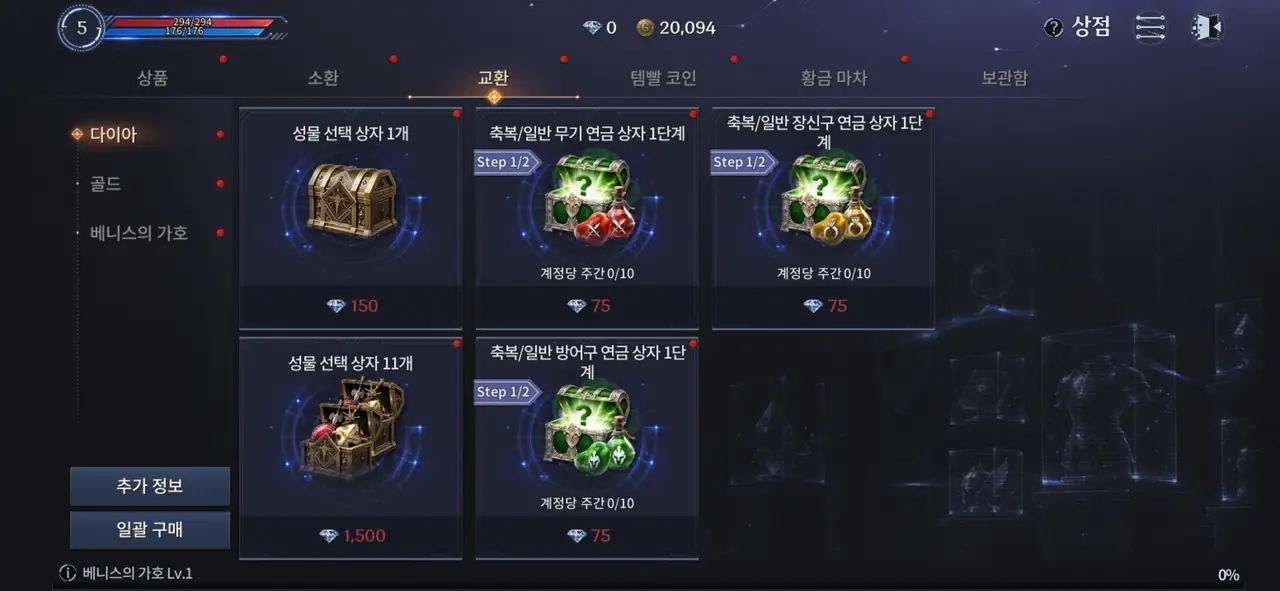 5
294/294
176/176
0
20,094
상점
상품
소환
교환
템빨 코인
황금 마차
보관함
다이아
골드
베니스의 가호
성물 선택 상자 1개
150
축복/일반 무기 연금 상자 1단계
Step 1/2
계정당 주간 0/10
75
축복/일반 장신구 연금 상자 1단
계
Step 1/2
계정당 주간 0/10
75
성물 선택 상자 11개
1,500
축복/일반 방어구 연금 상자 1단
계
Step 1/2
계정당 주간 0/10
75
추가 정보
일괄 구매
베니스의 가호 Lv.1
0%